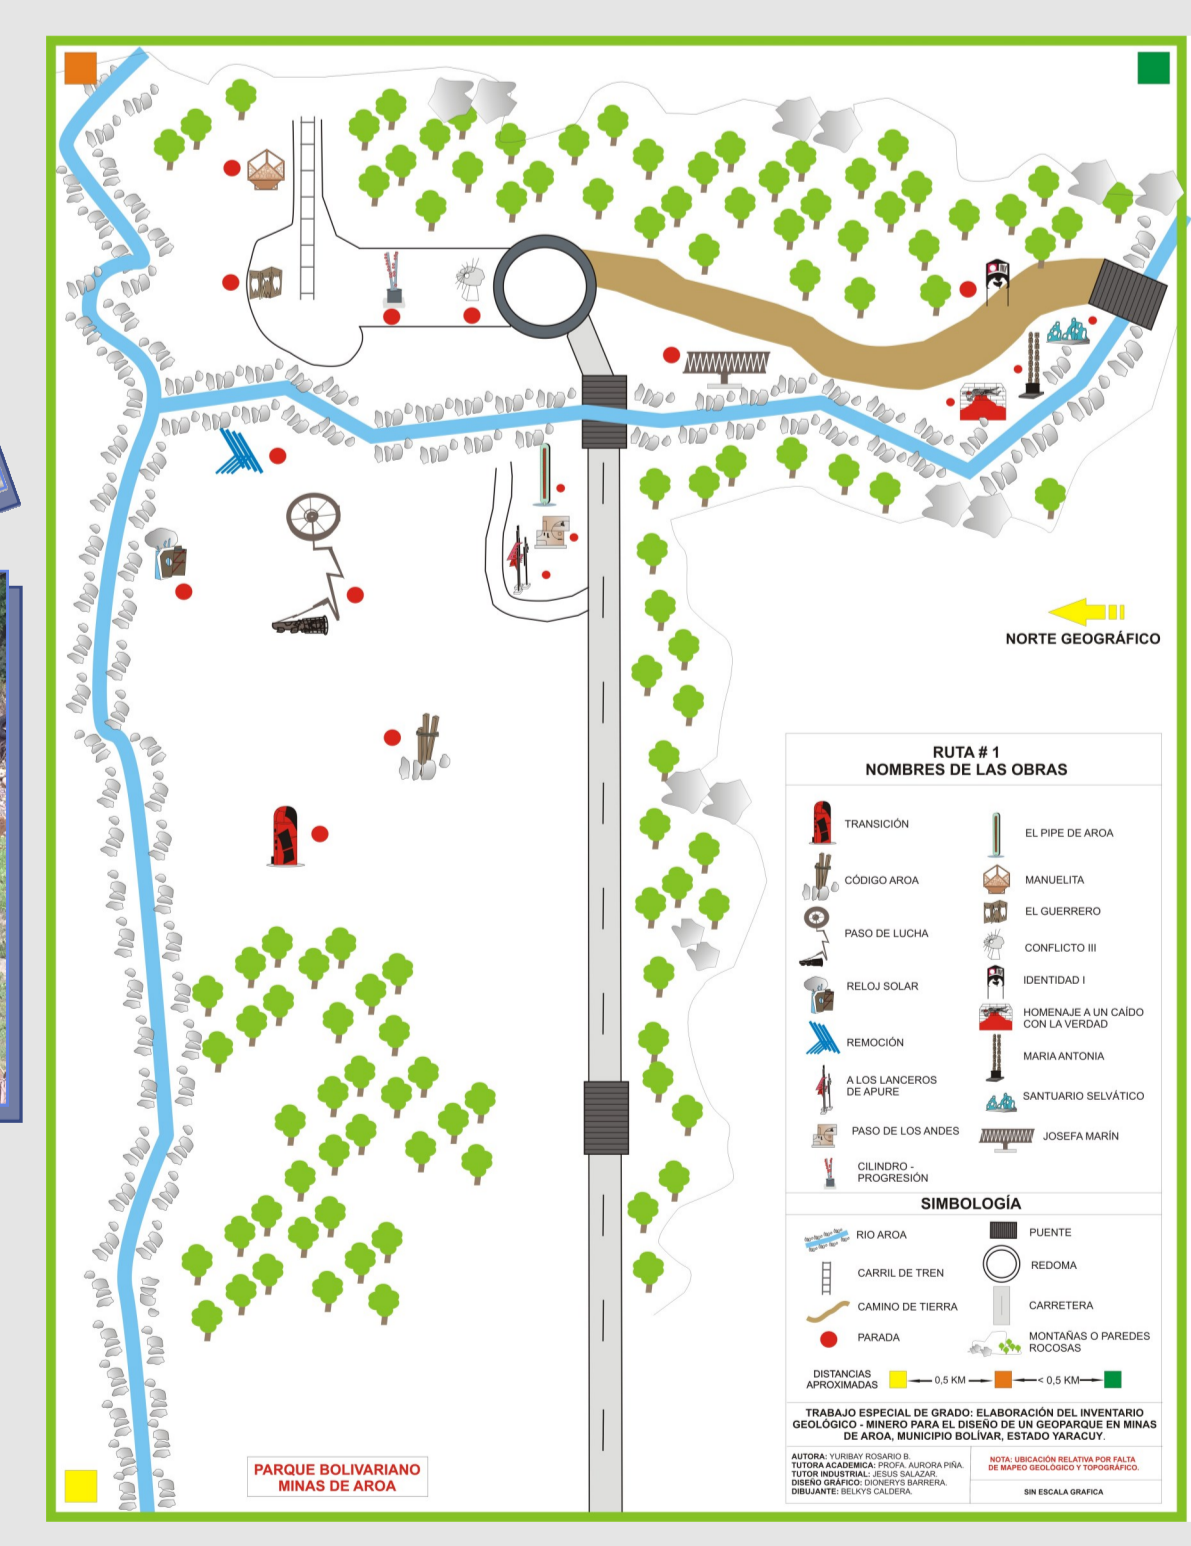 NORTE GEOGRÁFICO
RUTA # 1
NOMBRES DE LAS OBRAS
TRANSICIÓN
CÓDIGO AROA
PASO DE LUCHA
RELOJ SOLAR
REMOCIÓN
A LOS LANCEROS
DE APURE
PASO DE LOS ANDES
CILINDRO -
PROGRESIÓN
EL PIPE DE AROA
MANUELITA
EL GUERRERO
CONFLICTO III
IDENTIDAD I
HOMENAJE A UN CAÍDO
CON LA VERDAD
MARIA ANTONIA
SANTUARIO SELVÁTICO
JOSEFA MARÍN
SIMBOLOGÍA
RIO AROA
CARRIL DE TREN
CAMINO DE TIERRA
PARADA
PUENTE
REDOMA
CARRETERA
MONTAÑAS O PAREDES
ROCOSAS
DISTANCIAS
APROXIMADAS
0,5 KM
< 0,5 KM
TRABAJO ESPECIAL DE GRADO: ELABORACIÓN DEL INVENTARIO
GEOLÓGICO - MINERO PARA EL DISEÑO DE UN GEOPARQUE EN MINAS
DE AROA, MUNICIPIO BOLÍVAR, ESTADO YARACUY.
AUTORA: YURIBAY ROSARIO B.
TUTORA ACADEMICA: PROFA. AURORA PIÑA.
TUTOR INDUSTRIAL: JESUS SALAZAR.
DISEÑO GRÁFICO: DIONERYS BARRERA.
DIBUJANTE: BELKYS CALDERA.
NOTA: UBICACIÓN RELATIVA POR FALTA
DE MAPEO GEOLÓGICO Y TOPOGRÁFICO.
SIN ESCALA GRAFICA
PARQUE BOLIVARIANO
MINAS DE AROA